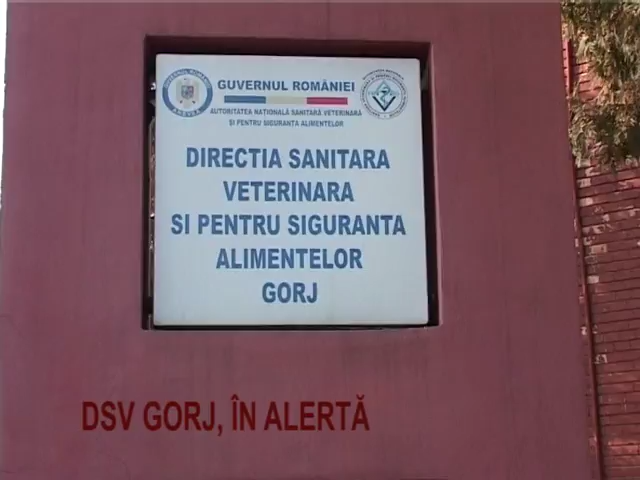 GUVERNUL ROMÂNIEI
AUTORITATEA NAȚIONALĂ SANITARĂ VETERINARĂ
ȘI PENTRU SIGURANȚA ALIMENTELOR
DIRECTIA SANITARA
VETERINARA
SI PENTRU SIGURANTA
ALIMENTELOR
GORJ
DSV GORJ, ÎN ALERTĂ